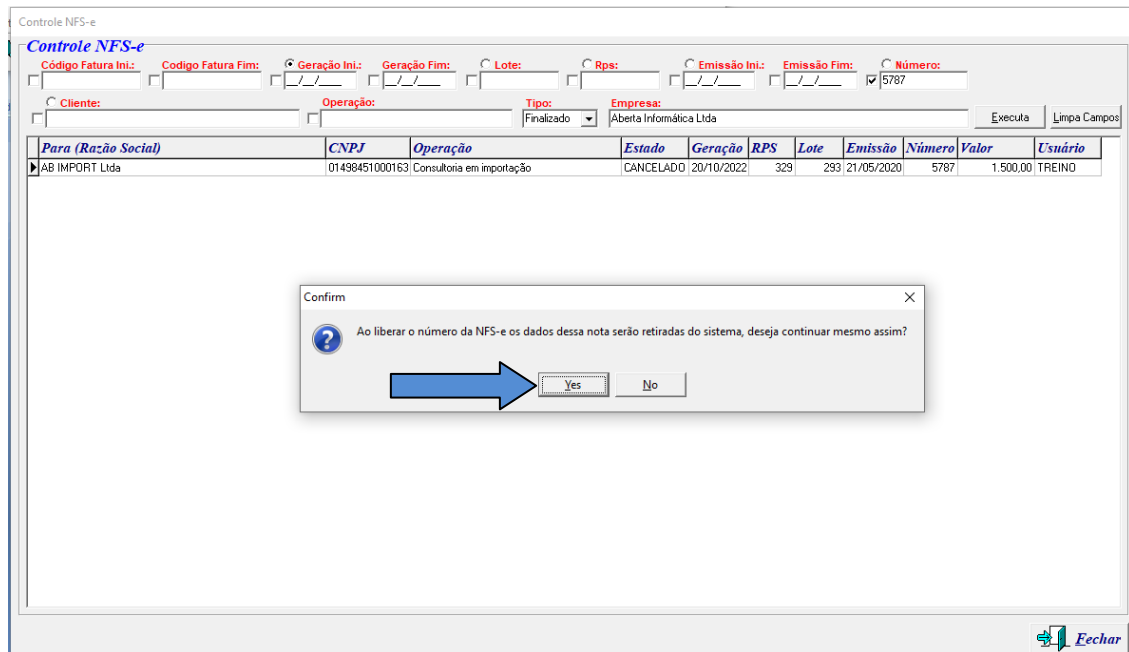 Controle NFS-e
Controle NFS-e
Código Fatura Ini.: Codigo Fatura Fim: Geração Ini.: Geração Fim: Lote: Rps: Emissão Ini.: Emissão Fim: Número:
__/__/____ __/__/____ __/__/____ __/__/____ 5787
Cliente: Operação: Tipo: Empresa:
Finalizado Aberta Informática Ltda Executa Limpa Campos
Para (Razão Social) CNPJ Operação Estado Geração RPS Lote Emissão Número Valor Usuário
AB IMPORT Ltda 01498451000163 Consultoria em importação CANCELADO 20/10/2022 329 293 21/05/2020 5787 1.500,00 TREINO
Confirm
Ao liberar o número da NFS-e os dados dessa nota serão retiradas do sistema, deseja continuar mesmo assim?
Yes No
Fechar